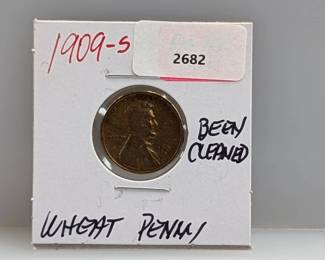 1909-S
2682
BEEN
CLEANED
WHEAT PENNY